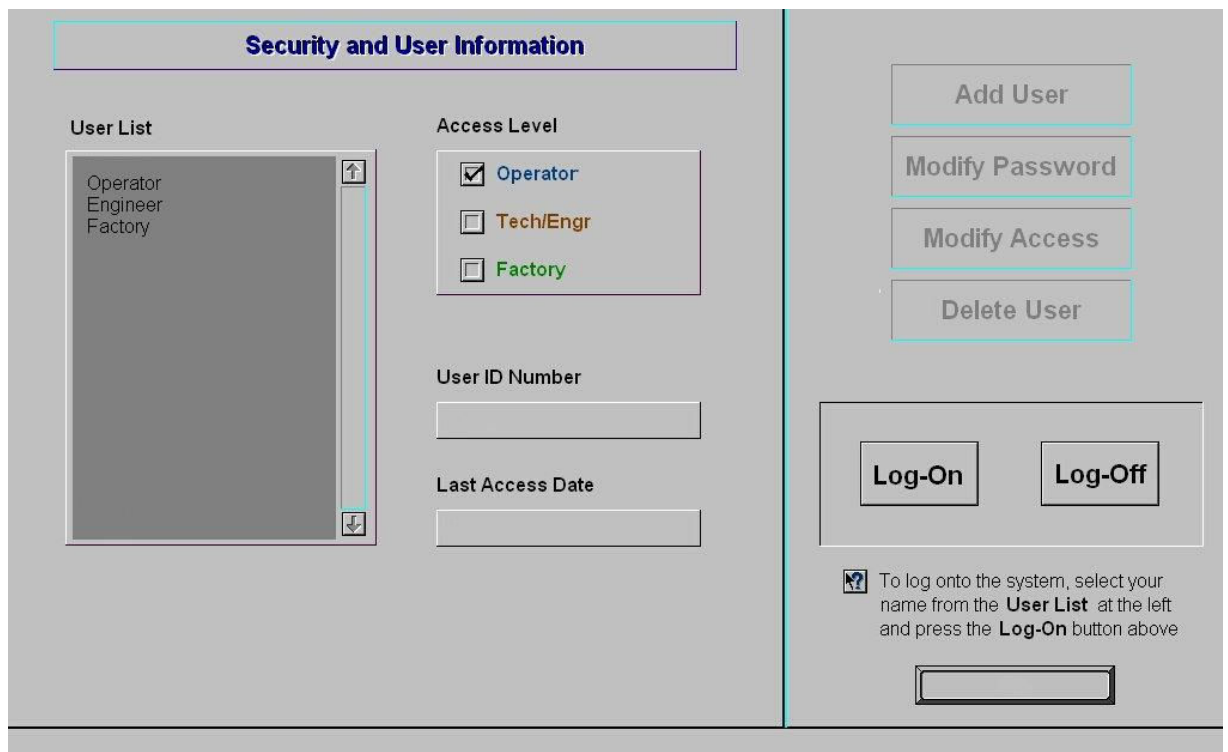 Security and User Information
User List
Operator
Engineer
Factory
Access Level
Operator
Tech/Engr
Factory
User ID Number
Last Access Date
Add User
Modify Password
Modify Access
Delete User
Log-On
Log-Off
To log onto the system, select your
name from the User List at the left
and press the Log-On button above